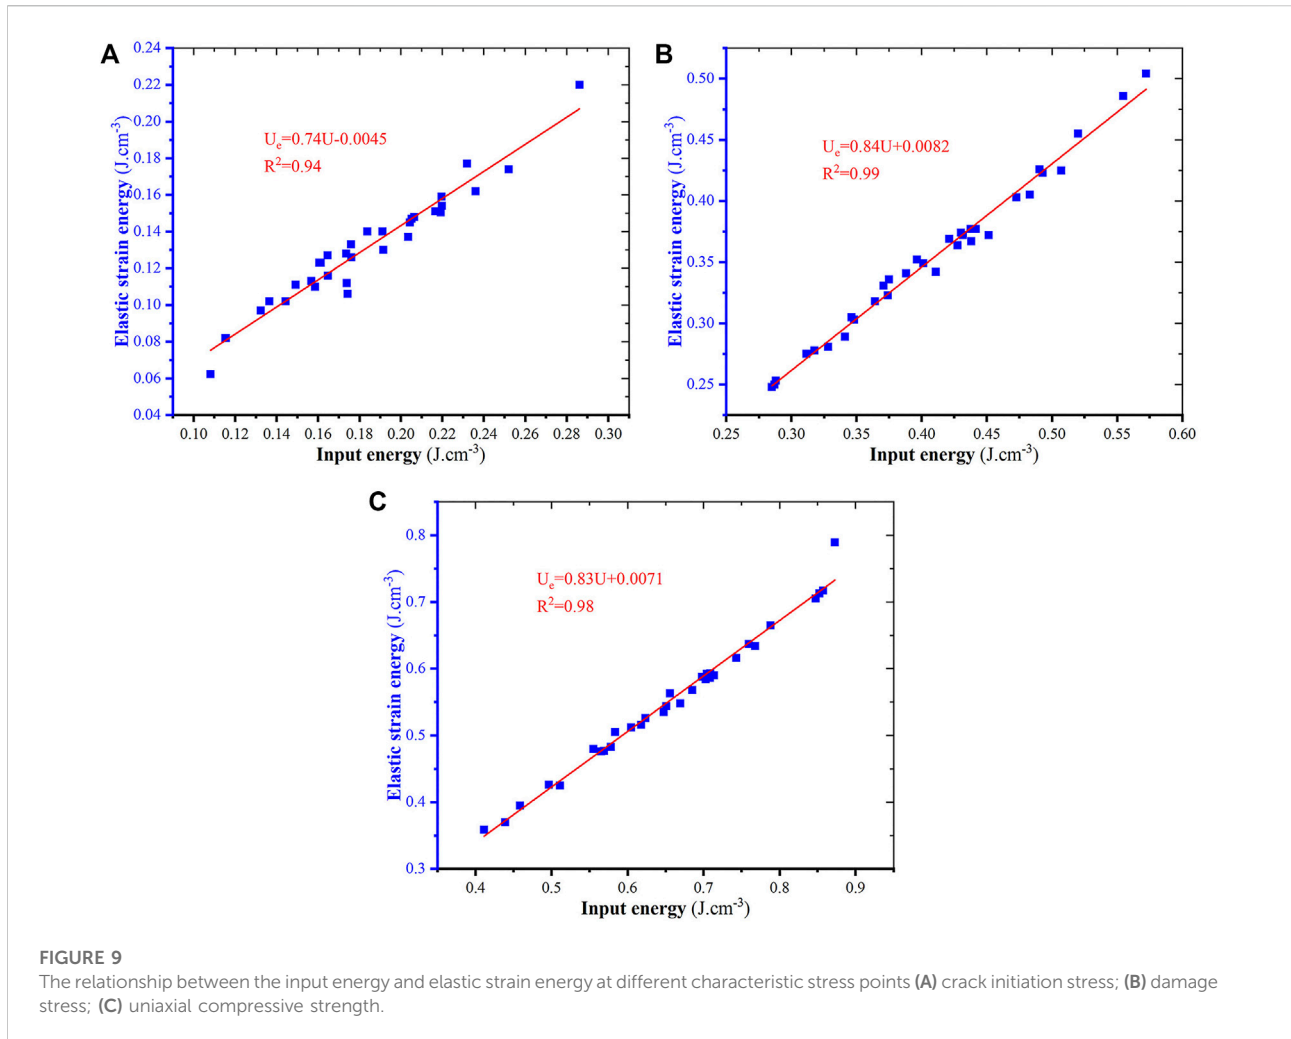 A
0.24
0.22
0.20
0.18
0.16
0.14
0.12
0.10
0.08
0.06
0.04
Elastic strain energy (J.cm-3)
Ue=0.74U-0.0045
R2=0.94
0.10 0.12 0.14 0.16 0.18 0.20 0.22 0.24 0.26 0.28 0.30
Input energy (J.cm-3)
B
0.50
0.45
0.40
0.35
0.30
0.25
Elastic strain energy (J.cm-3)
Ue=0.84U+0.0082
R2=0.99
0.25 0.30 0.35 0.40 0.45 0.50 0.55 0.60
Input energy (J.cm-3)
C
0.8
0.7
0.6
0.5
0.4
0.3
Elastic strain energy (J.cm-3)
Ue=0.83U+0.0071
R2=0.98
0.4 0.5 0.6 0.7 0.8 0.9
Input energy (J.cm-3)
FIGURE 9
The relationship between the input energy and elastic strain energy at different characteristic stress points (A) crack initiation stress; (B) damage
stress; (C) uniaxial compressive strength.